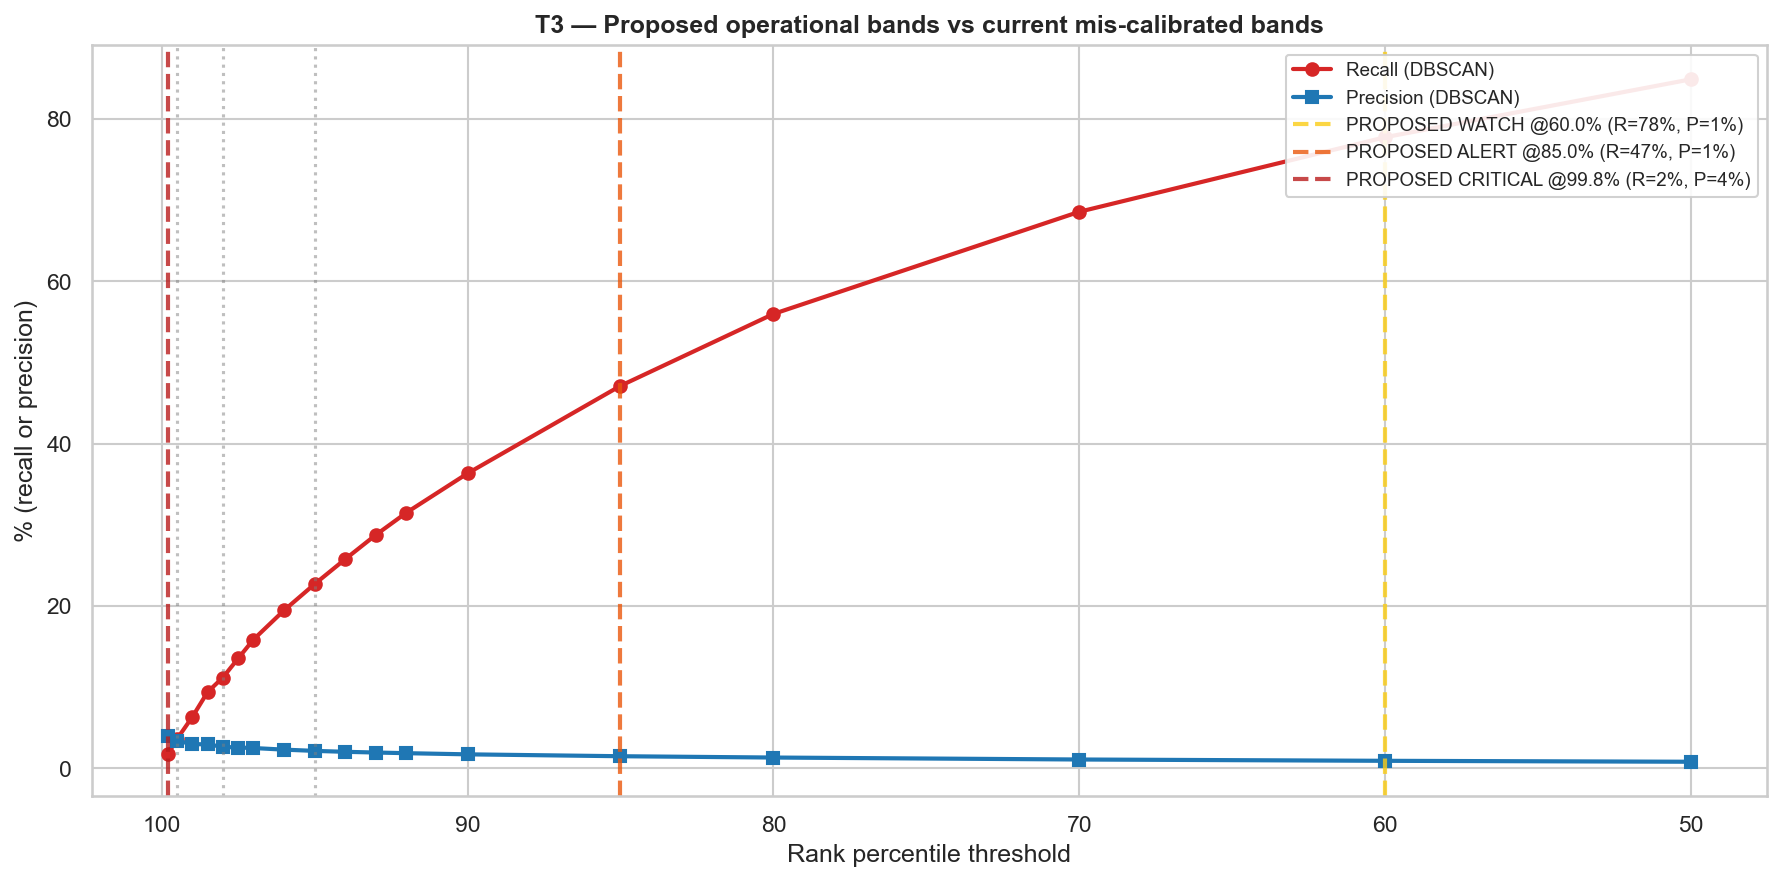 T3 — Proposed operational bands vs current mis-calibrated bands
Recall (DBSCAN)
Precision (DBSCAN)
PROPOSED WATCH @60.0% (R=78%, P=1%)
PROPOSED ALERT @85.0% (R=47%, P=1%)
PROPOSED CRITICAL @99.8% (R=2%, P=4%)
% (recall or precision)
80
60
40
20
0
100 90 80 70 60 50
Rank percentile threshold